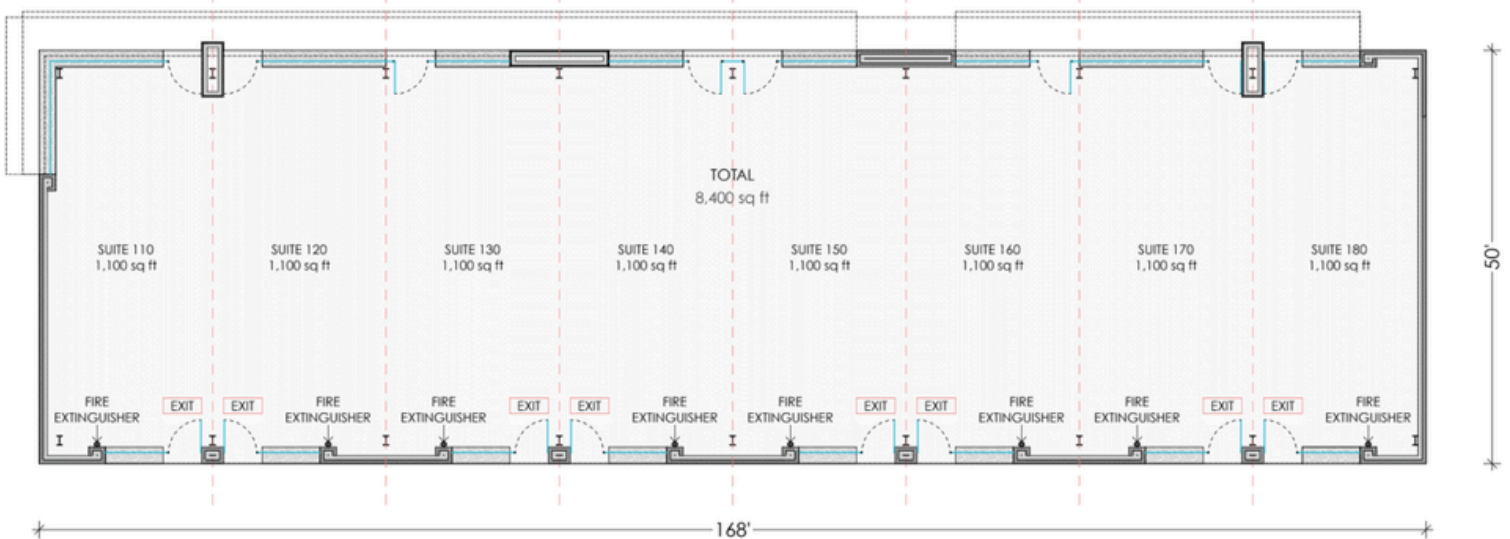 TOTAL
8,400 sq ft
SUITE 110
1,100 sq ft
SUITE 120
1,100 sq ft
SUITE 130
1,100 sq ft
SUITE 140
1,100 sq ft
SUITE 150
1,100 sq ft
SUITE 160
1,100 sq ft
SUITE 170
1,100 sq ft
SUITE 180
1,100 sq ft
50'
FIRE
EXTINGUISHER
EXIT
EXIT
FIRE
EXTINGUISHER
FIRE
EXTINGUISHER
EXIT
EXIT
FIRE
EXTINGUISHER
FIRE
EXTINGUISHER
EXIT
EXIT
FIRE
EXTINGUISHER
FIRE
EXTINGUISHER
EXIT
EXIT
FIRE
EXTINGUISHER
168'